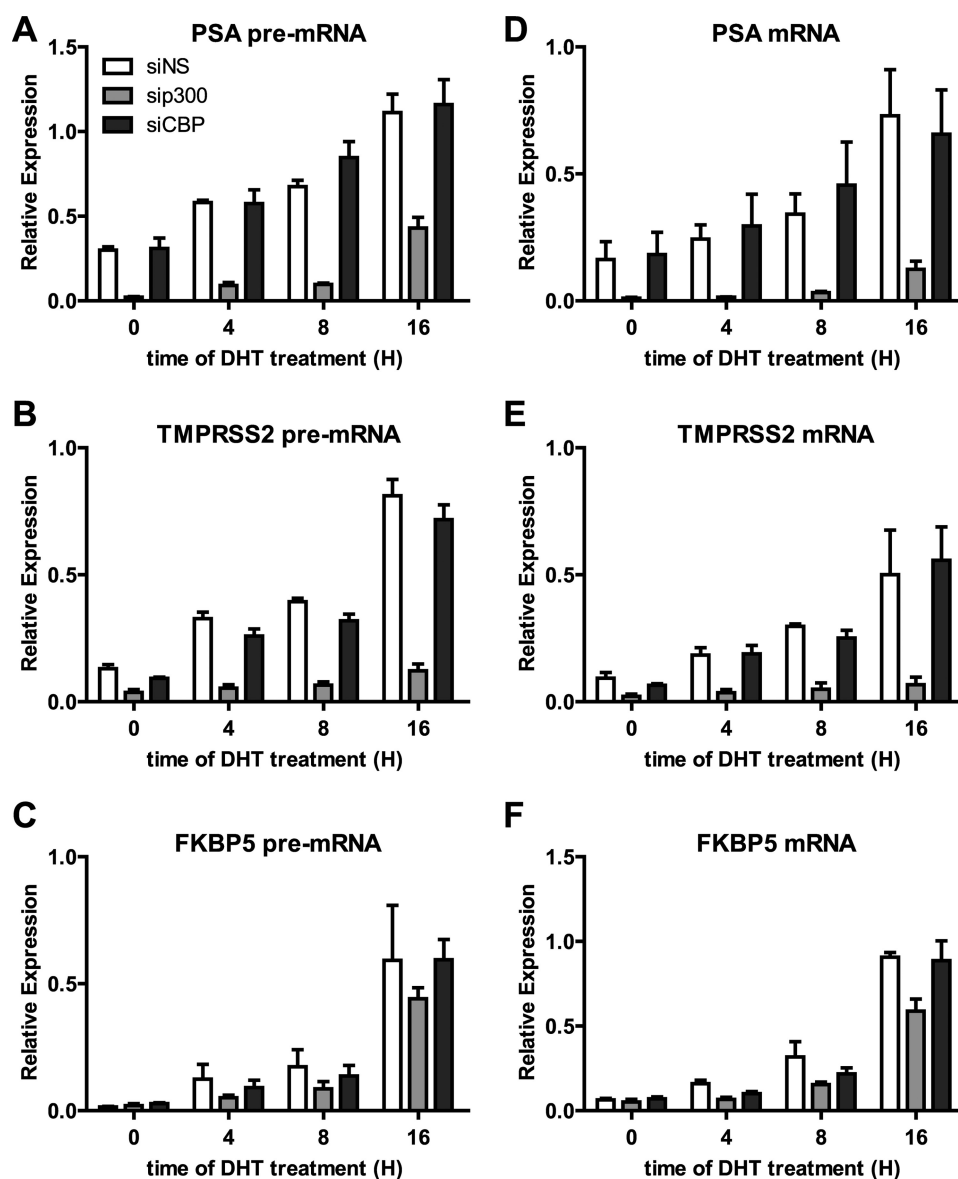 A
PSA pre-mRNA
Relative Expression
1.5
1.0
0.5
0.0
siNS
sip300
siCBP
0 4 8 16
time of DHT treatment (H)
D
PSA mRNA
Relative Expression
1.0
0.5
0.0
0 4 8 16
time of DHT treatment (H)
B
TMPRSS2 pre-mRNA
Relative Expression
1.0
0.5
0.0
0 4 8 16
time of DHT treatment (H)
E
TMPRSS2 mRNA
Relative Expression
1.0
0.5
0.0
0 4 8 16
time of DHT treatment (H)
C
FKBP5 pre-mRNA
Relative Expression
1.0
0.5
0.0
0 4 8 16
time of DHT treatment (H)
F
FKBP5 mRNA
Relative Expression
1.5
1.0
0.5
0.0
0 4 8 16
time of DHT treatment (H)